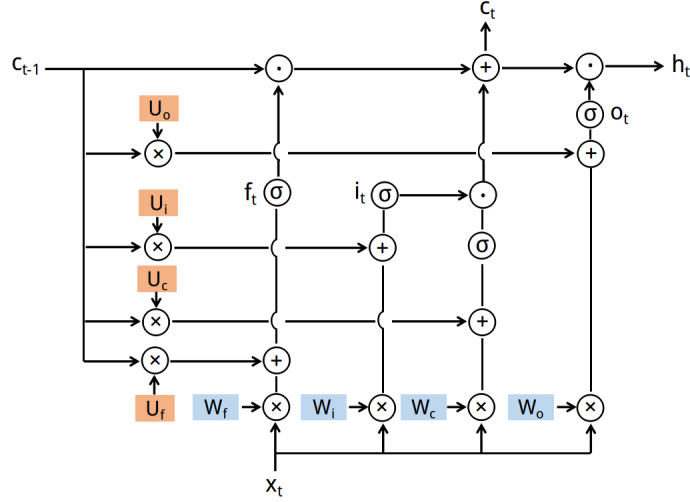 c_t
c_{t-1} · + · h_t
U_o
σ o_t
× +
f_t σ i_t σ ·
U_i
× + σ
U_c
× +
× +
U_f W_f × W_i × W_c × W_o ×
x_t